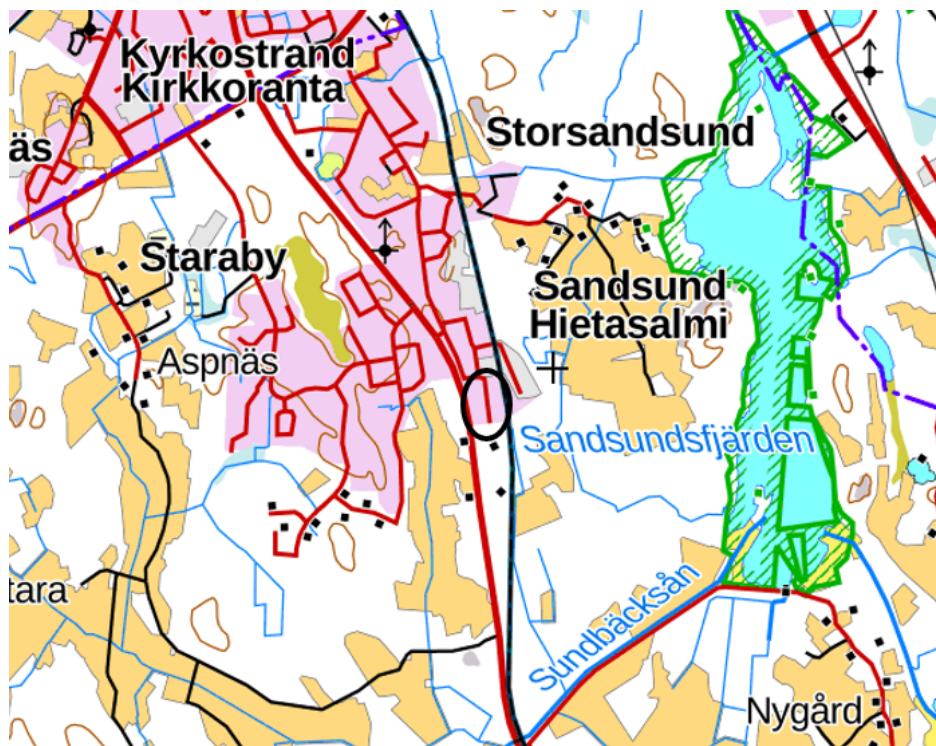 Kyrkostrand
Kirkkoranta
äs
Storsandsund
Staraby
Sandsund
Hietasalmi
Aspnäs
Sandsundsfjärden
tara
Sundbäcksån
Nygård